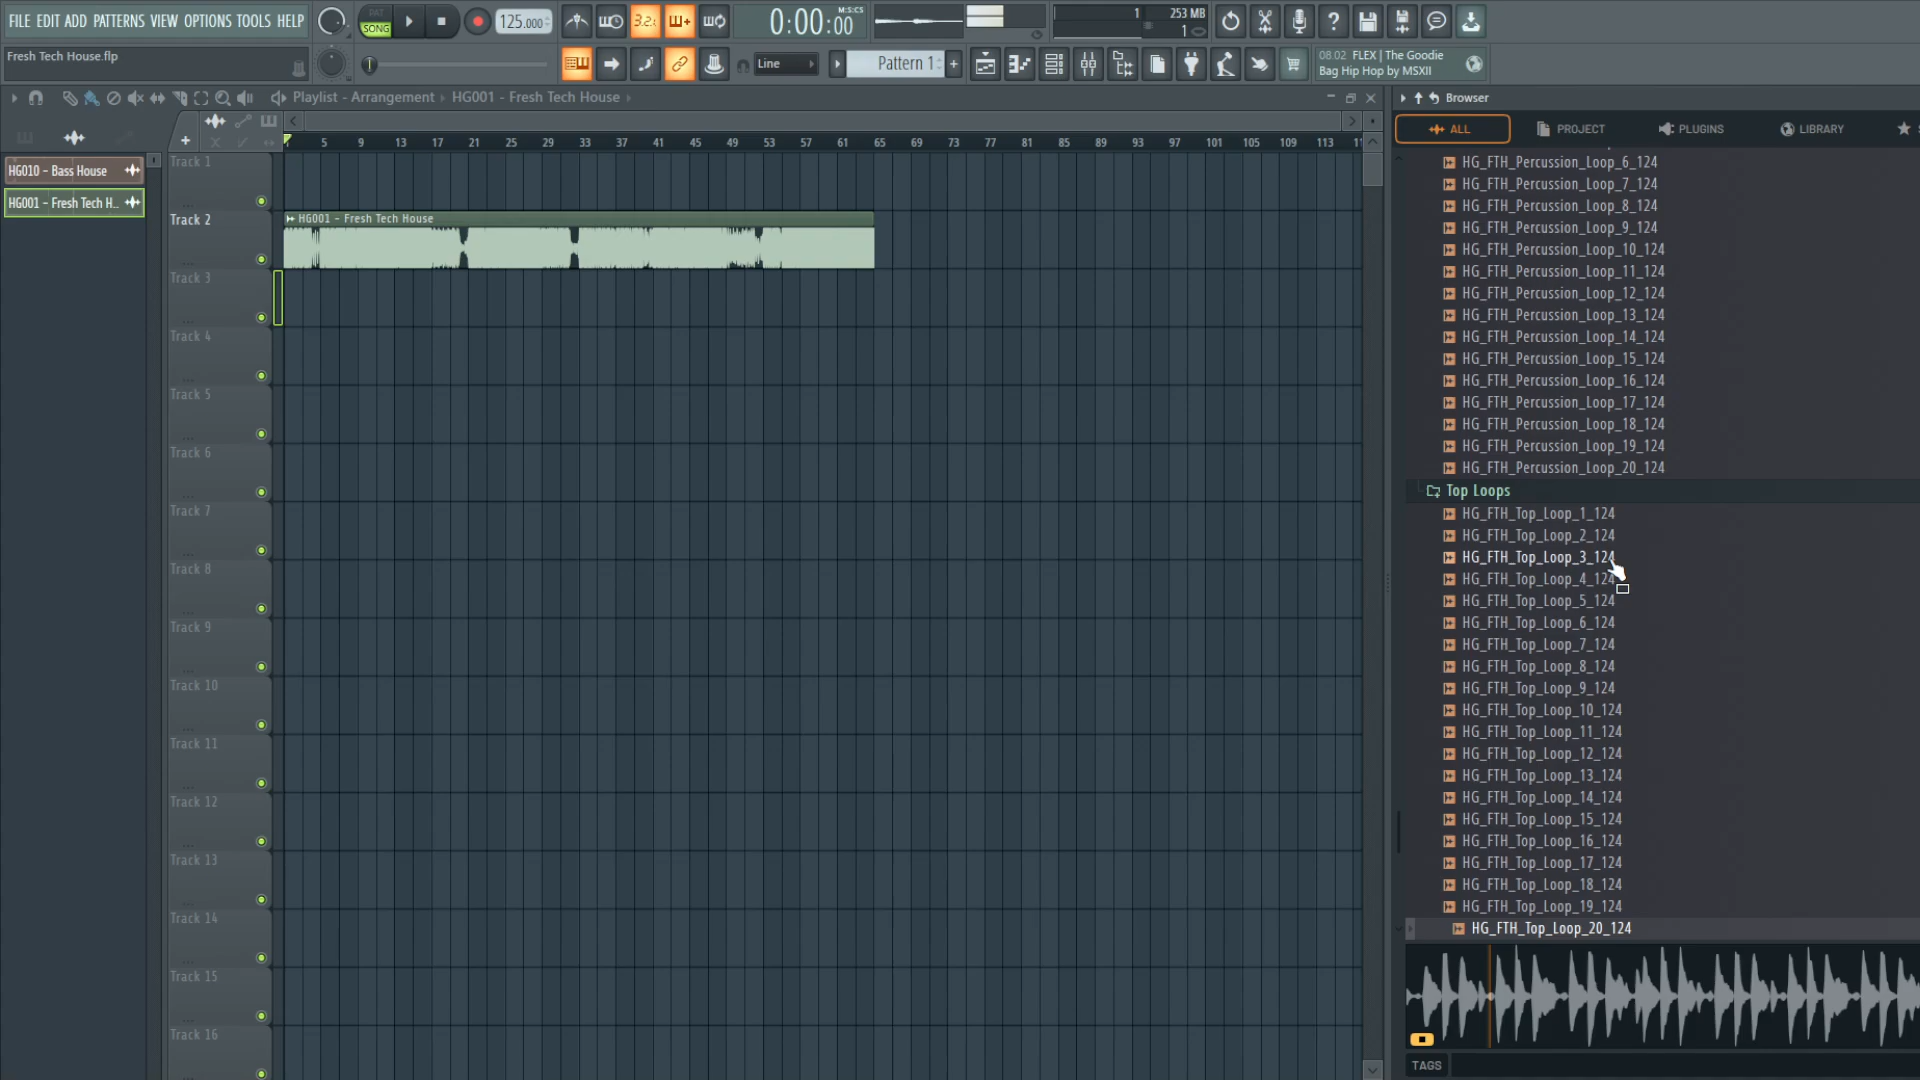 FILE EDIT ADD PATTERNS VIEW OPTIONS TOOLS HELP
PAT
SONG
125.000
3.2.
0:00:00
M:S:CS
1
253 MB
1
Fresh Tech House.flp
Line
Pattern 1
08.02 FLEX | The Goodie
Bag Hip Hop by MSXII
Playlist - Arrangement
HG001 - Fresh Tech House
Browser
ALL
PROJECT
PLUGINS
LIBRARY
5 9 13 17 21 25 29 33 37 41 45 49 53 57 61 65 69 73 77 81 85 89 93 97 101 105 109 113
HG010 - Bass House
HG001 - Fresh Tech H..
Track 1
Track 2
HG001 - Fresh Tech House
Track 3
Track 4
Track 5
Track 6
Track 7
Track 8
Track 9
Track 10
Track 11
Track 12
Track 13
Track 14
Track 15
Track 16
HG_FTH_Percussion_Loop_6_124
HG_FTH_Percussion_Loop_7_124
HG_FTH_Percussion_Loop_8_124
HG_FTH_Percussion_Loop_9_124
HG_FTH_Percussion_Loop_10_124
HG_FTH_Percussion_Loop_11_124
HG_FTH_Percussion_Loop_12_124
HG_FTH_Percussion_Loop_13_124
HG_FTH_Percussion_Loop_14_124
HG_FTH_Percussion_Loop_15_124
HG_FTH_Percussion_Loop_16_124
HG_FTH_Percussion_Loop_17_124
HG_FTH_Percussion_Loop_18_124
HG_FTH_Percussion_Loop_19_124
HG_FTH_Percussion_Loop_20_124
Top Loops
HG_FTH_Top_Loop_1_124
HG_FTH_Top_Loop_2_124
HG_FTH_Top_Loop_3_124
HG_FTH_Top_Loop_4_124
HG_FTH_Top_Loop_5_124
HG_FTH_Top_Loop_6_124
HG_FTH_Top_Loop_7_124
HG_FTH_Top_Loop_8_124
HG_FTH_Top_Loop_9_124
HG_FTH_Top_Loop_10_124
HG_FTH_Top_Loop_11_124
HG_FTH_Top_Loop_12_124
HG_FTH_Top_Loop_13_124
HG_FTH_Top_Loop_14_124
HG_FTH_Top_Loop_15_124
HG_FTH_Top_Loop_16_124
HG_FTH_Top_Loop_17_124
HG_FTH_Top_Loop_18_124
HG_FTH_Top_Loop_19_124
HG_FTH_Top_Loop_20_124
TAGS